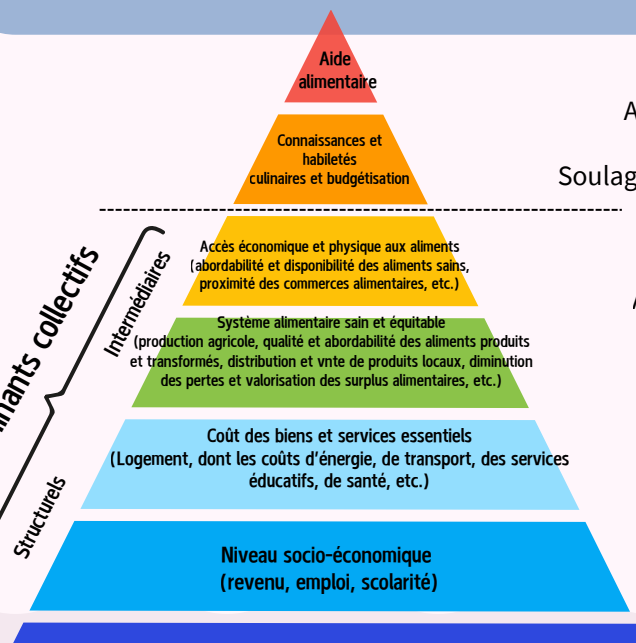 Aide
alimentaire
Connaissances et
habiletés
culinaires et budgétisation
Soulag
Accès économique et physique aux aliments
(abordabilité et disponibilité des aliments sains,
proximité des commerces alimentaires, etc.)
Système alimentaire sain et équitable
(production agricole, qualité et abordabilité des aliments produits
et transformés, distribution et vnte de produits locaux, diminution
des pertes et valorisation des surplus alimentaires, etc.)
Coût des biens et services essentiels
(Logement, dont les coûts d'énergie, de transport, des services
éducatifs, de santé, etc.)
Niveau socio-économique
(revenu, emploi, scolarité)
Intermédiaires
Structurels
nants collectifs